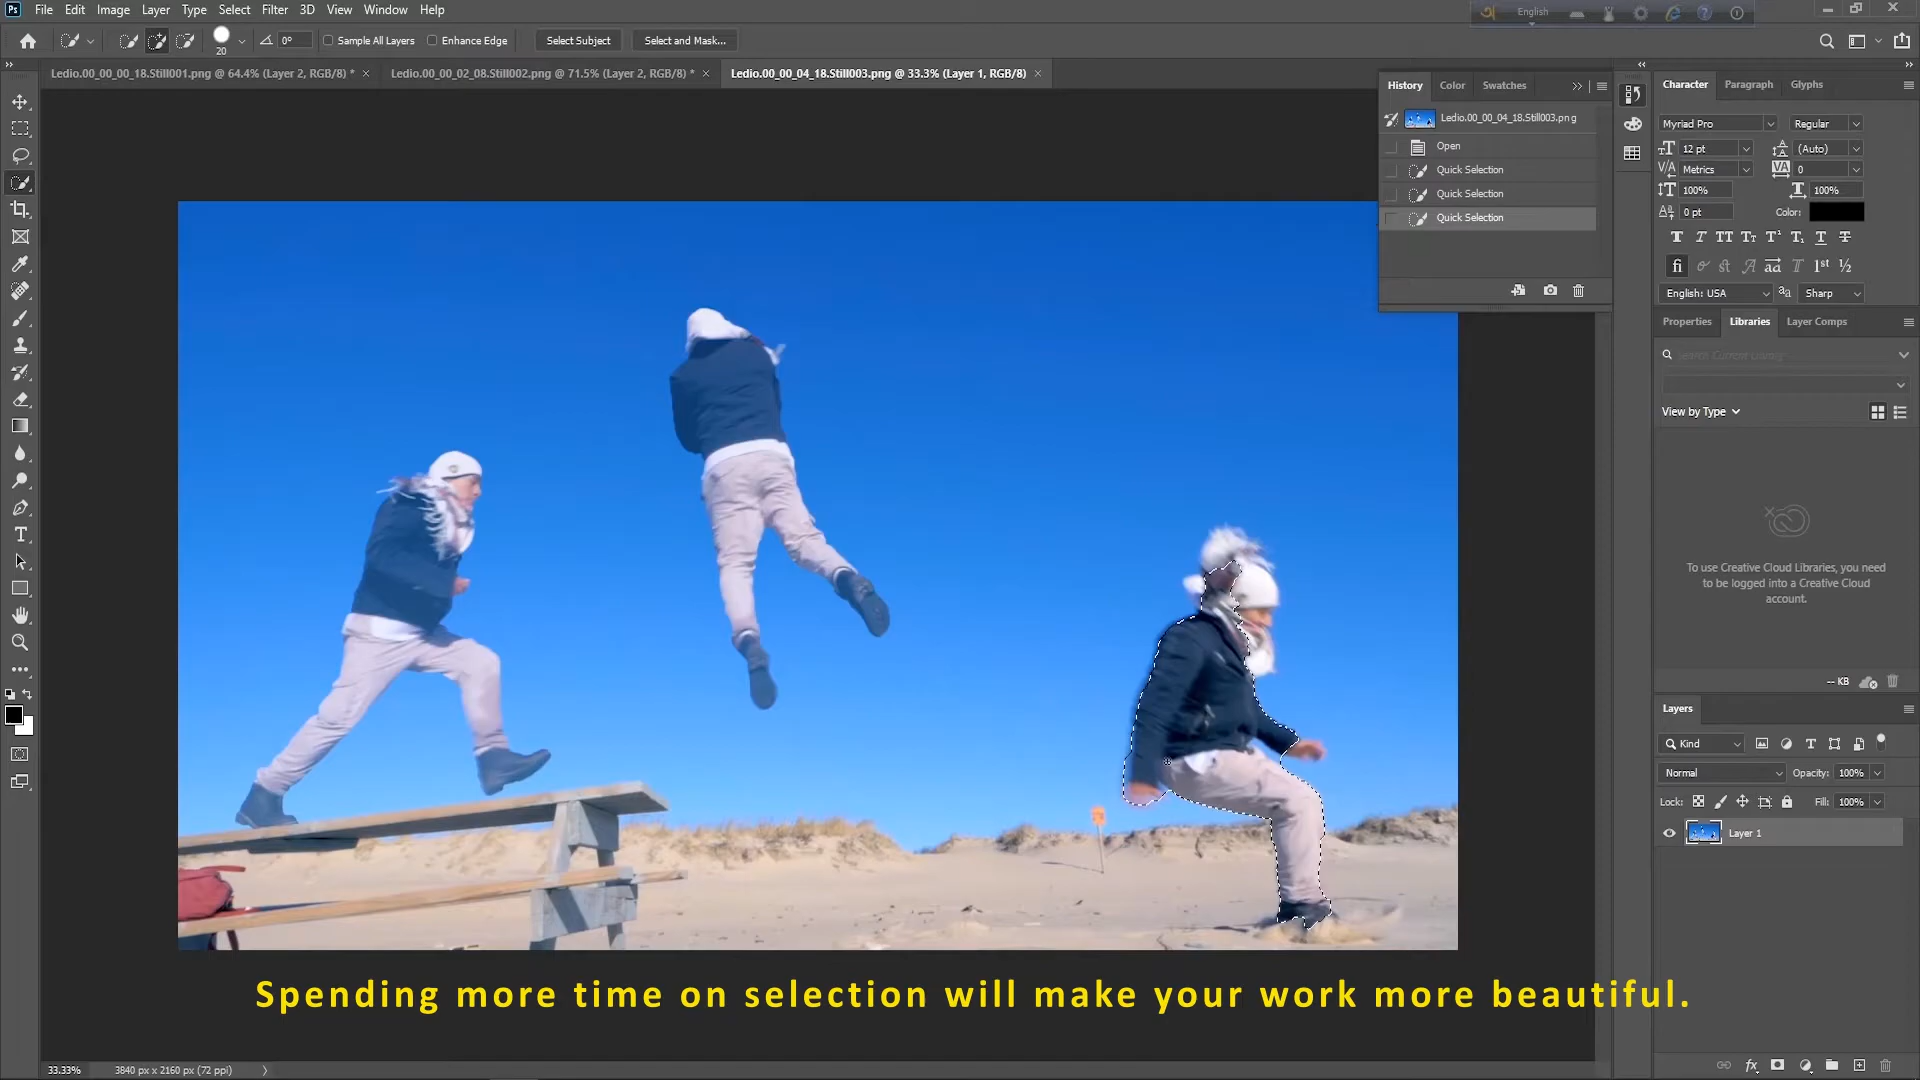 Ps File Edit Image Layer Type Select Filter 3D View Window Help
English
20 0° Sample All Layers Enhance Edge Select Subject Select and Mask...
Ledio.00_00_00_18.Still001.png @ 64.4% (Layer 2, RGB/8) * × Ledio.00_00_02_08.Still002.png @ 71.5% (Layer 2, RGB/8) * × Ledio.00_00_04_18.Still003.png @ 33.3% (Layer 1, RGB/8) ×
History Color Swatches
Ledio.00_00_04_18.Still003.png
Open
Quick Selection
Quick Selection
Quick Selection
Character Paragraph Glyphs
Myriad Pro Regular
12 pt (Auto)
Metrics 0
100% 100%
0 pt Color:
English: USA Sharp
Properties Libraries Layer Comps
Search Current Library
View by Type
To use Creative Cloud Libraries, you need
to be logged into a Creative Cloud
account.
-- KB
Layers
Kind
Normal Opacity: 100%
Lock: Fill: 100%
Layer 1
Spending more time on selection will make your work more beautiful.
33.33% 3840 px x 2160 px (72 ppi)